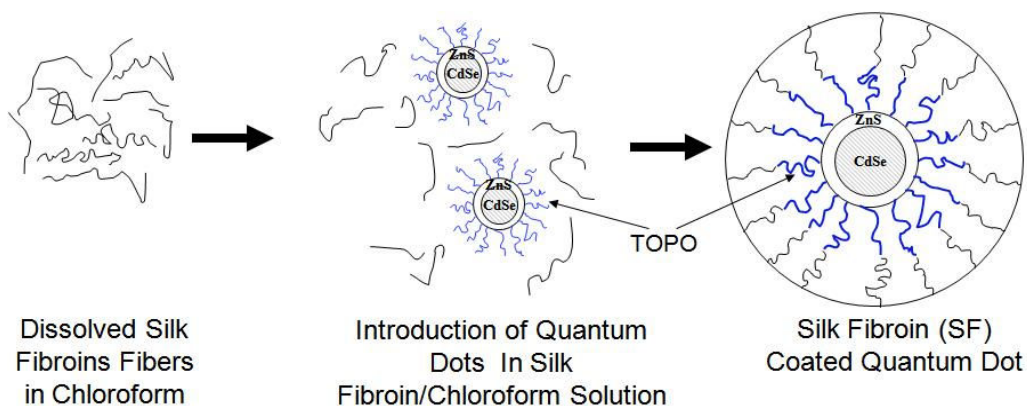 ZnS
CdSe
ZnS
CdSe
ZnS
CdSe
TOPO
Dissolved Silk
Fibroins Fibers
in Chloroform
Introduction of Quantum
Dots In Silk
Fibroin/Chloroform Solution
Silk Fibroin (SF)
Coated Quantum Dot